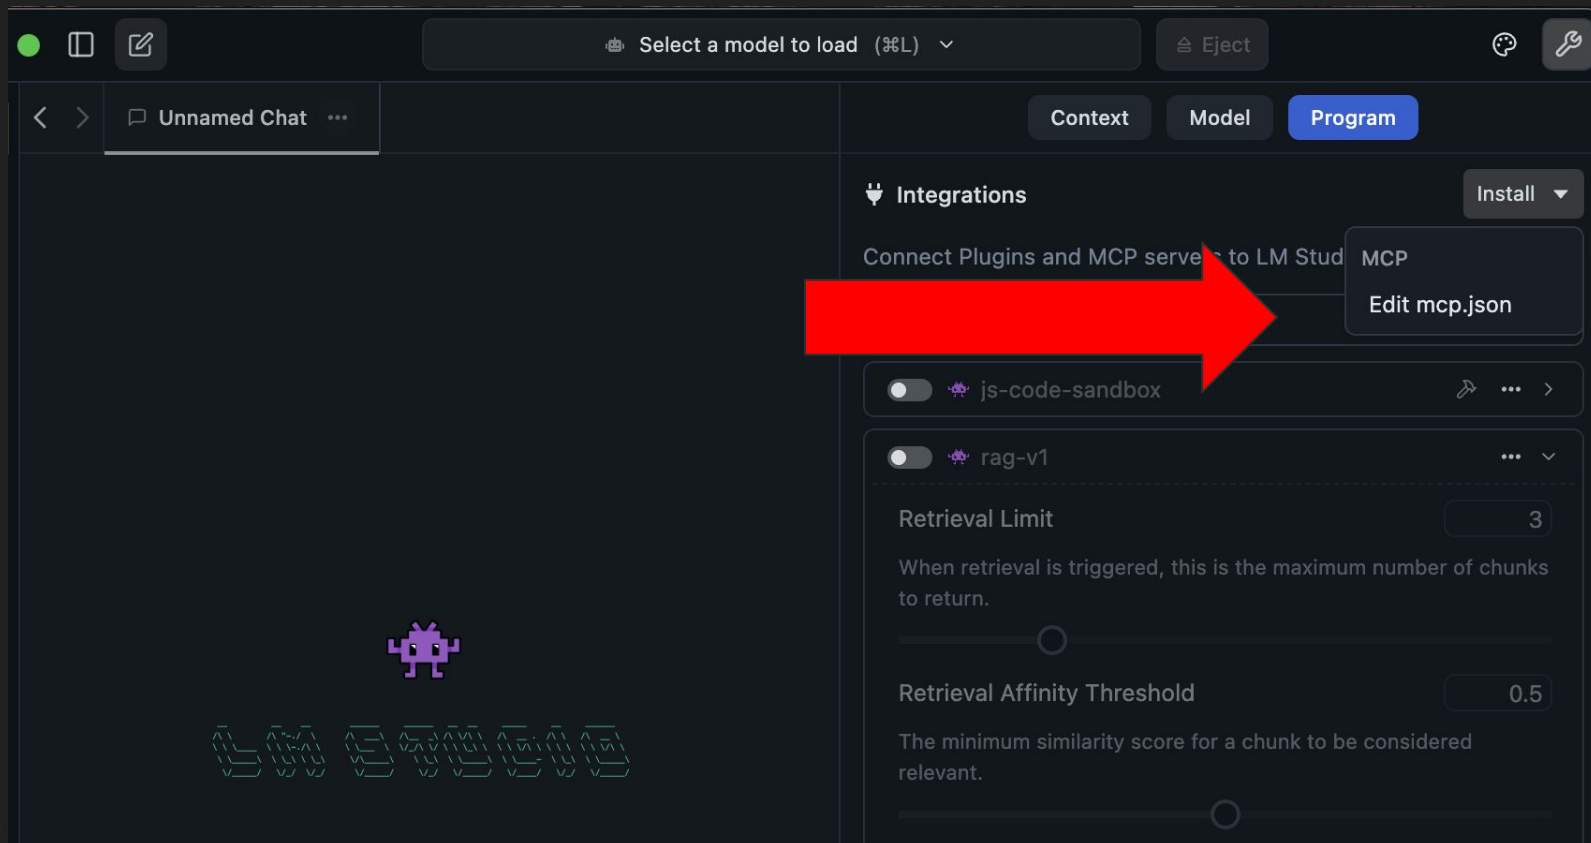 Select a model to load (⌘L)
Eject
Unnamed Chat
Context
Model
Program
Integrations
Install
Connect Plugins and MCP servers to LM Stud
MCP
Edit mcp.json
js-code-sandbox
rag-v1
Retrieval Limit
3
When retrieval is triggered, this is the maximum number of chunks
to return.
Retrieval Affinity Threshold
0.5
The minimum similarity score for a chunk to be considered
relevant.
LM STUDIO